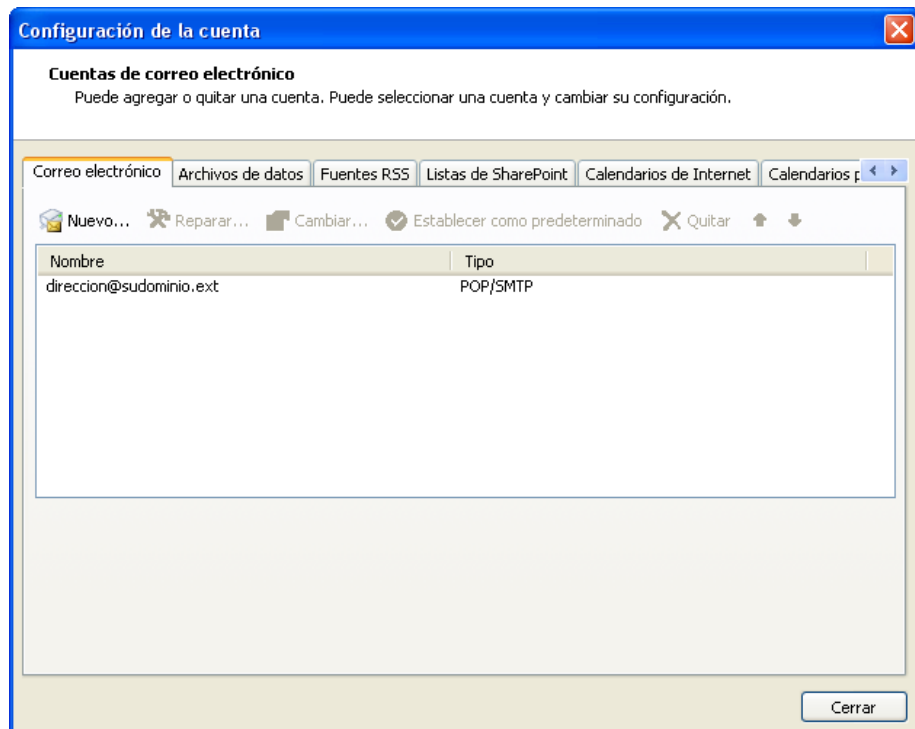 Configuración de la cuenta
Cuentas de correo electrónico
Puede agregar o quitar una cuenta. Puede seleccionar una cuenta y cambiar su configuración.
Correo electrónico Archivos de datos Fuentes RSS Listas de SharePoint Calendarios de Internet Calendarios p
Nuevo... Reparar... Cambiar... Establecer como predeterminado Quitar
Nombre Tipo
direccion@sudominio.ext POP/SMTP
Cerrar